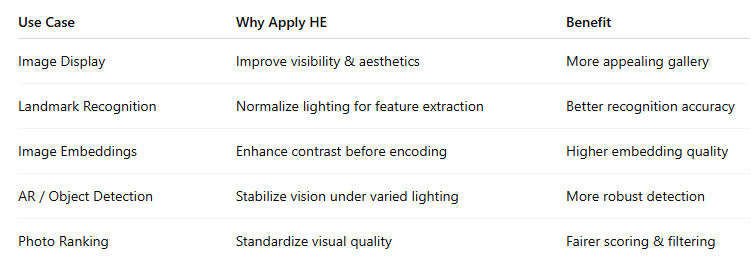 Use Case Why Apply HE Benefit
Image Display Improve visibility & aesthetics More appealing gallery
Landmark Recognition Normalize lighting for feature extraction Better recognition accuracy
Image Embeddings Enhance contrast before encoding Higher embedding quality
AR / Object Detection Stabilize vision under varied lighting More robust detection
Photo Ranking Standardize visual quality Fairer scoring & filtering